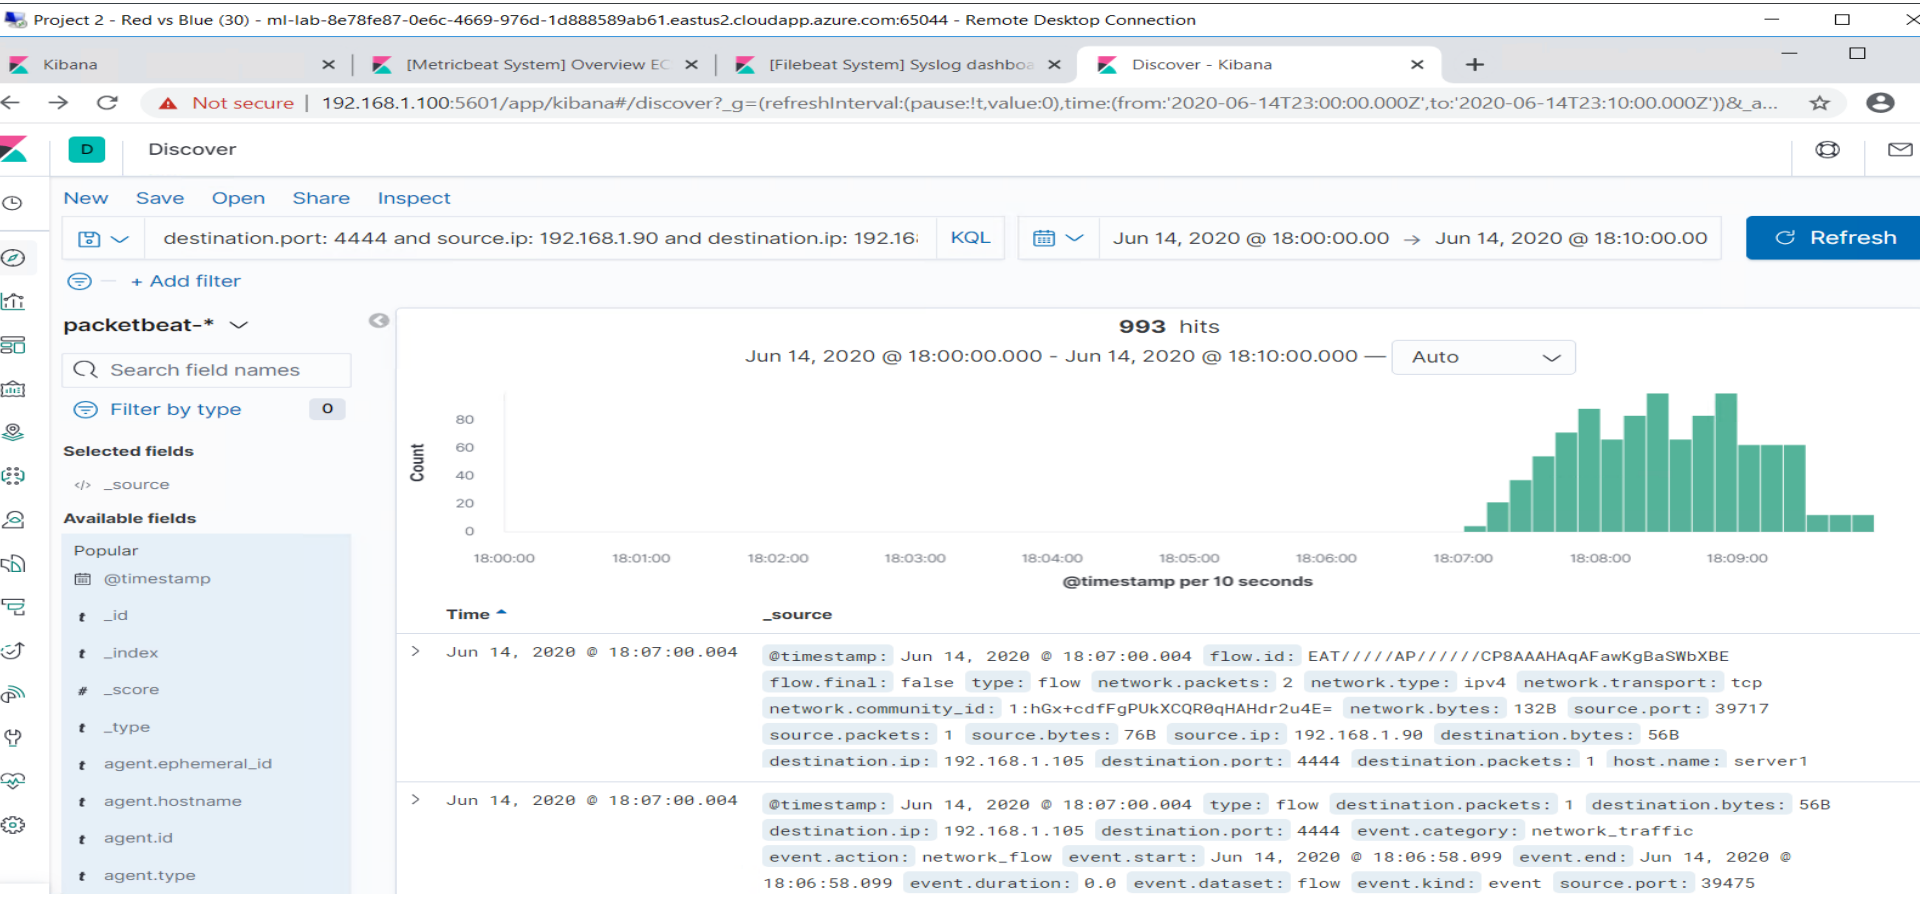 Project 2 - Red vs Blue (30) - ml-lab-8e78fe87-0e6c-4669-976d-1d888589ab61.eastus2.cloudapp.azure.com:65044 - Remote Desktop Connection
Kibana
[Metricbeat System] Overview EC
[Filebeat System] Syslog dashboa
Discover - Kibana
Not secure | 192.168.1.100:5601/app/kibana#/discover?_g=(refreshInterval:(pause:!t,value:0),time:(from:'2020-06-14T23:00:00.000Z',to:'2020-06-14T23:10:00.000Z'))&_a...
D Discover
New Save Open Share Inspect
destination.port: 4444 and source.ip: 192.168.1.90 and destination.ip: 192.16 KQL Jun 14, 2020 @ 18:00:00.00 → Jun 14, 2020 @ 18:10:00.00 Refresh
+ Add filter
packetbeat-*
Search field names
Filter by type 0
Selected fields
</> _source
Available fields
Popular
@timestamp
t _id
t _index
# _score
t _type
t agent.ephemeral_id
t agent.hostname
t agent.id
t agent.type
993 hits
Jun 14, 2020 @ 18:00:00.000 - Jun 14, 2020 @ 18:10:00.000 — Auto
Count
80
60
40
20
0
18:00:00 18:01:00 18:02:00 18:03:00 18:04:00 18:05:00 18:06:00 18:07:00 18:08:00 18:09:00
@timestamp per 10 seconds
Time _source
Jun 14, 2020 @ 18:07:00.004 @timestamp: Jun 14, 2020 @ 18:07:00.004 flow.id: EAT/////AP//////CP8AAAHAqAFawKgBaSWbXBE
flow.final: false type: flow network.packets: 2 network.type: ipv4 network.transport: tcp
network.community_id: 1:hGx+cdfFgPUkXCQR0qHAHdr2u4E= network.bytes: 132B source.port: 39717
source.packets: 1 source.bytes: 76B source.ip: 192.168.1.90 destination.bytes: 56B
destination.ip: 192.168.1.105 destination.port: 4444 destination.packets: 1 host.name: server1
Jun 14, 2020 @ 18:07:00.004 @timestamp: Jun 14, 2020 @ 18:07:00.004 type: flow destination.packets: 1 destination.bytes: 56B
destination.ip: 192.168.1.105 destination.port: 4444 event.category: network_traffic
event.action: network_flow event.start: Jun 14, 2020 @ 18:06:58.099 event.end: Jun 14, 2020 @
18:06:58.099 event.duration: 0.0 event.dataset: flow event.kind: event source.port: 39475